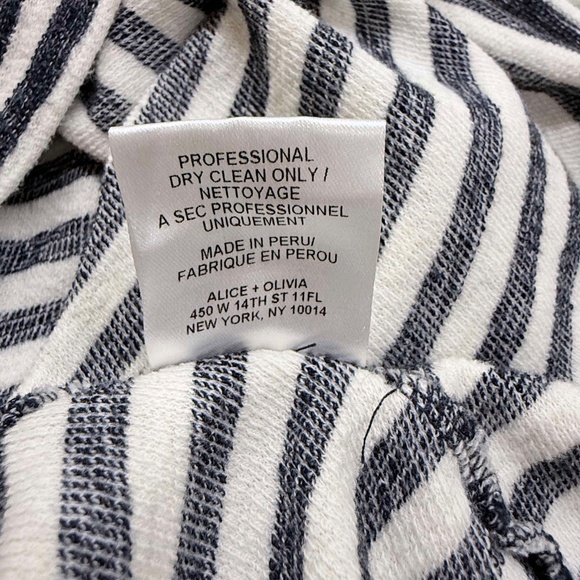 PROFESSIONAL
DRY CLEAN ONLY /
NETTOYAGE
A SEC PROFESSIONNEL
UNIQUEMENT
MADE IN PERU/
FABRIQUE EN PEROU
ALICE + OLIVIA
450 W 14TH ST 11FL
NEW YORK, NY 10014